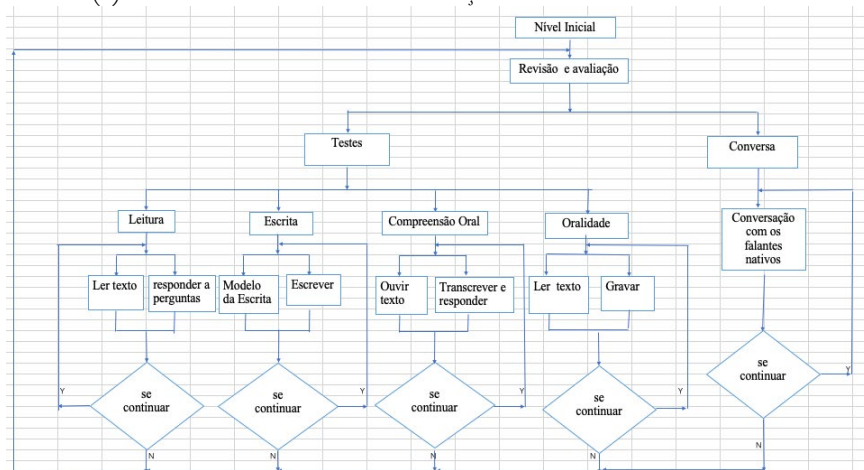 Nível Inicial
Revisão e avaliação
Testes
Conversa
Leitura
Escrita
Compreensão Oral
Oralidade
Conversação
com os
falantes
nativos
Ler texto
responder a
perguntas
Modelo
da Escrita
Escrever
Ouvir
texto
Transcrever e
responder
Ler texto
Gravar
se
continuar
Y
N
se
continuar
Y
N
se
continuar
Y
N
se
continuar
Y
N
se
continuar
Y
N